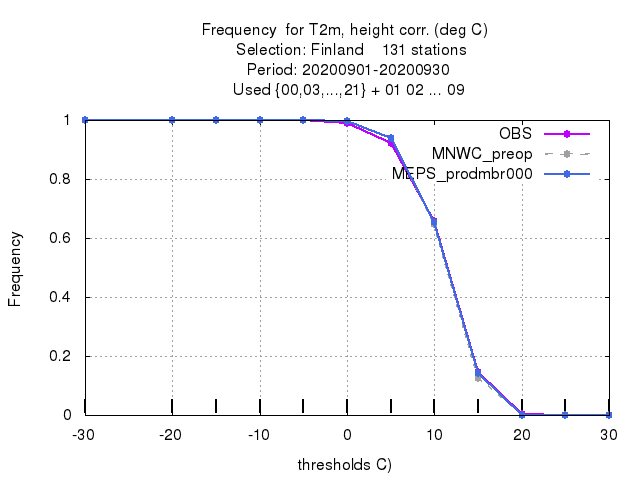 Frequency for T2m, height corr. (deg C)
Selection: Finland 131 stations
Period: 20200901-20200930
Used {00,03,...,21} + 01 02 ... 09
OBS
MNWC_preop
MEPS_prodmbr000
1
0.8
0.6
0.4
0.2
0
Frequency
-30 -20 -10 0 10 20 30
thresholds C)